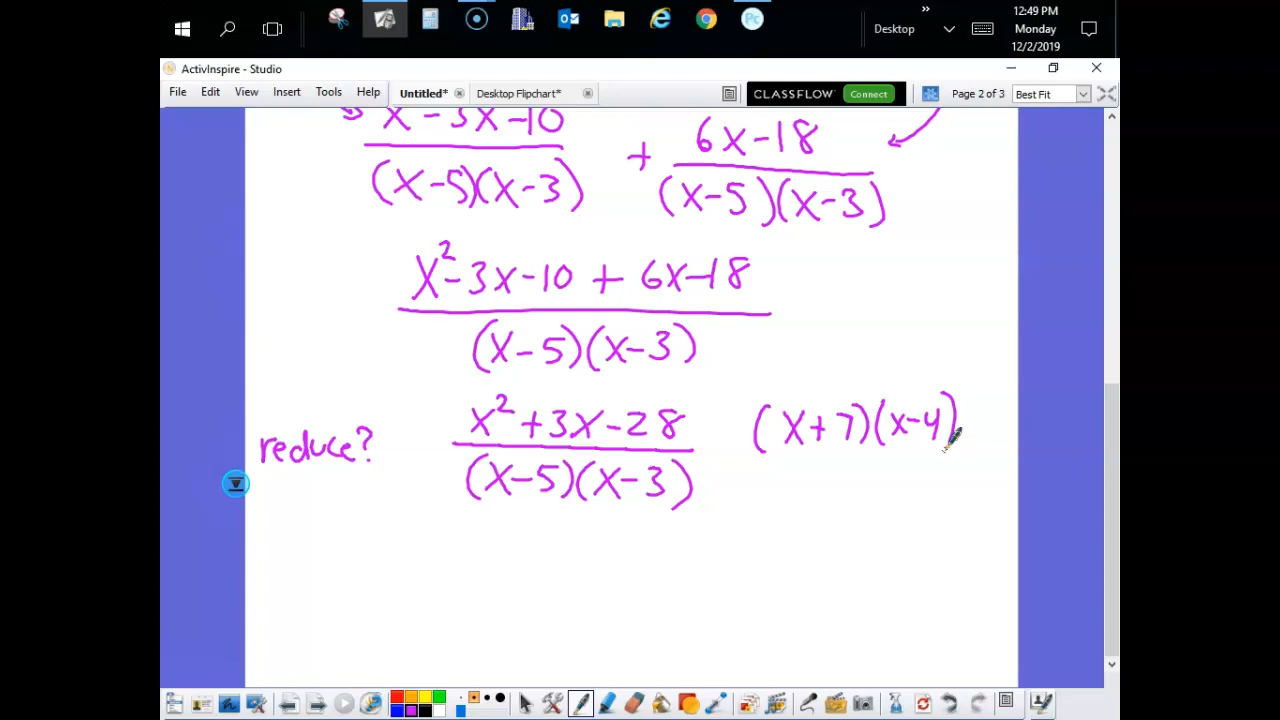 12:49 PM
Desktop
Monday
12/2/2019
ActivInspire - Studio
File Edit View Insert Tools Help Untitled* Desktop Flipchart* CLASSFLOW Connect Page 2 of 3 Best Fit
x - 3x - 10
6x - 18
+
(x - 5)(x - 3)
(x - 5)(x - 3)
x² - 3x - 10 + 6x - 18
(x - 5)(x - 3)
reduce? x² + 3x - 28 (x + 7)(x - 4)
(x - 5)(x - 3)